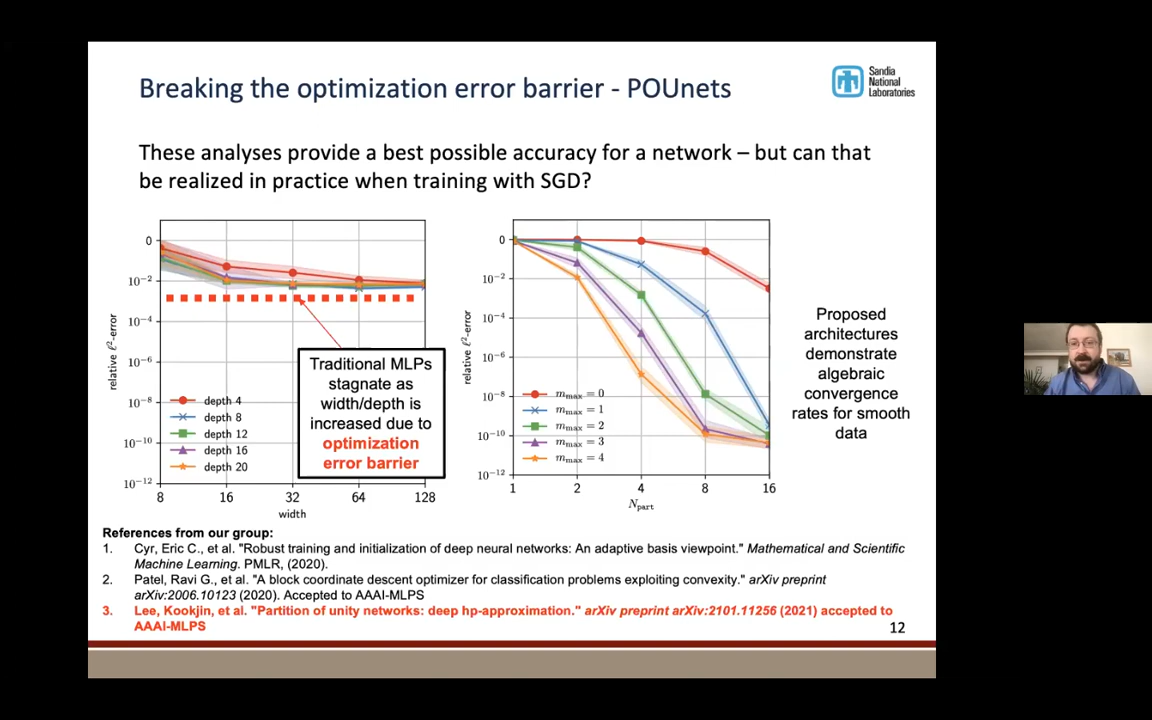 Breaking the optimization error barrier - POUnets
Sandia
National
Laboratories
These analyses provide a best possible accuracy for a network – but can that
be realized in practice when training with SGD?
relative ℓ²-error
0
10⁻²
10⁻⁴
10⁻⁶
10⁻⁸
10⁻¹⁰
10⁻¹²
depth 4
depth 8
depth 12
depth 16
depth 20
8
16
32
64
128
width
Traditional MLPs
stagnate as
width/depth is
increased due to
optimization
error barrier
relative ℓ²-error
0
10⁻²
10⁻⁴
10⁻⁶
10⁻⁸
10⁻¹⁰
10⁻¹²
m_max = 0
m_max = 1
m_max = 2
m_max = 3
m_max = 4
1
2
4
8
16
N_part
Proposed
architectures
demonstrate
algebraic
convergence
rates for smooth
data
References from our group:
1. Cyr, Eric C., et al. "Robust training and initialization of deep neural networks: An adaptive basis viewpoint." Mathematical and Scientific
Machine Learning. PMLR, (2020).
2. Patel, Ravi G., et al. "A block coordinate descent optimizer for classification problems exploiting convexity." arXiv preprint
arXiv:2006.10123 (2020). Accepted to AAAI-MLPS
3. Lee, Kookjin, et al. "Partition of unity networks: deep hp-approximation." arXiv preprint arXiv:2101.11256 (2021) accepted to
AAAI-MLPS
12